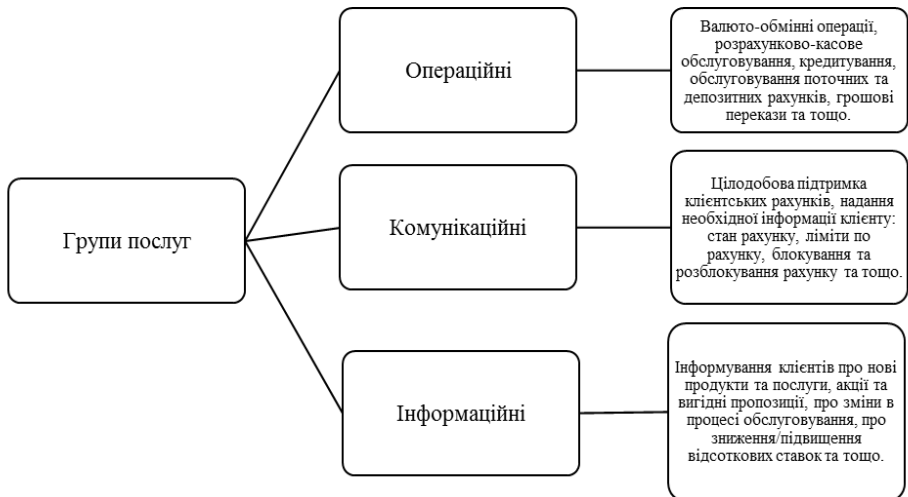 Групи послуг
Операційні
Валюто-обмінні операції,
розрахунково-касове
обслуговування, кредитування,
обслуговування поточних та
депозитних рахунків, грошові
перекази та тощо.
Комунікаційні
Цілодобова підтримка
клієнтських рахунків, надання
необхідної інформації клієнту:
стан рахунку, ліміти по
рахунку, блокування та
розблокування рахунку та тощо.
Інформаційні
Інформування клієнтів про нові
продукти та послуги, акції та
вигідні пропозиції, про зміни в
процесі обслуговування, про
зниження/підвищення
відсоткових ставок та тощо.